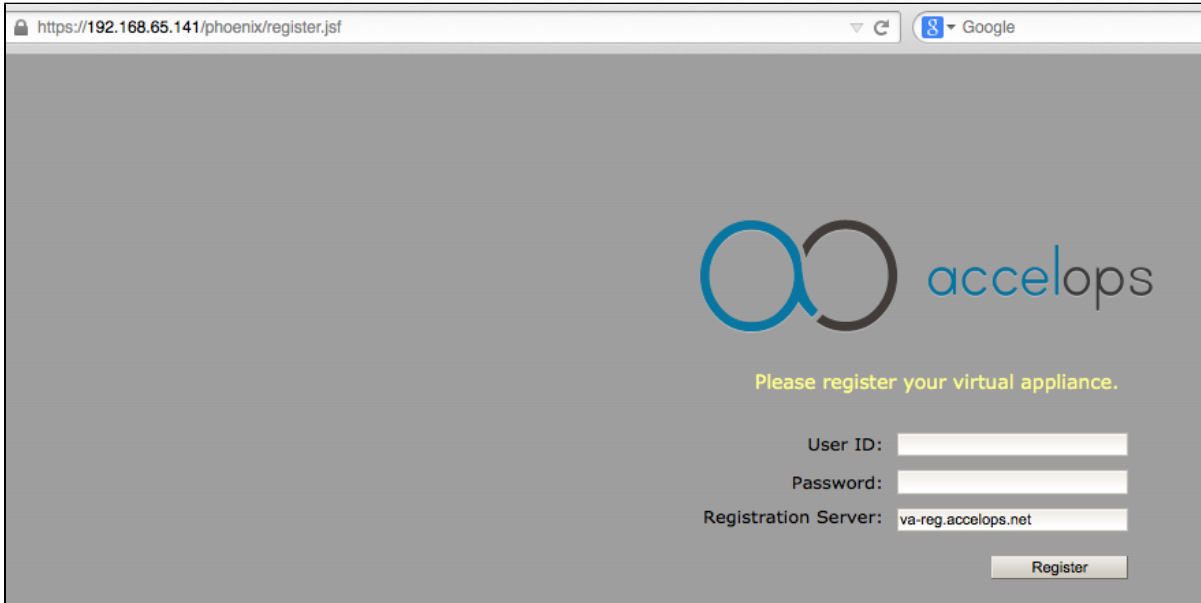 https://192.168.65.141/phoenix/register.jsf
8 Google
accelops
Please register your virtual appliance.
User ID:
Password:
Registration Server: va-reg.accelops.net
Register